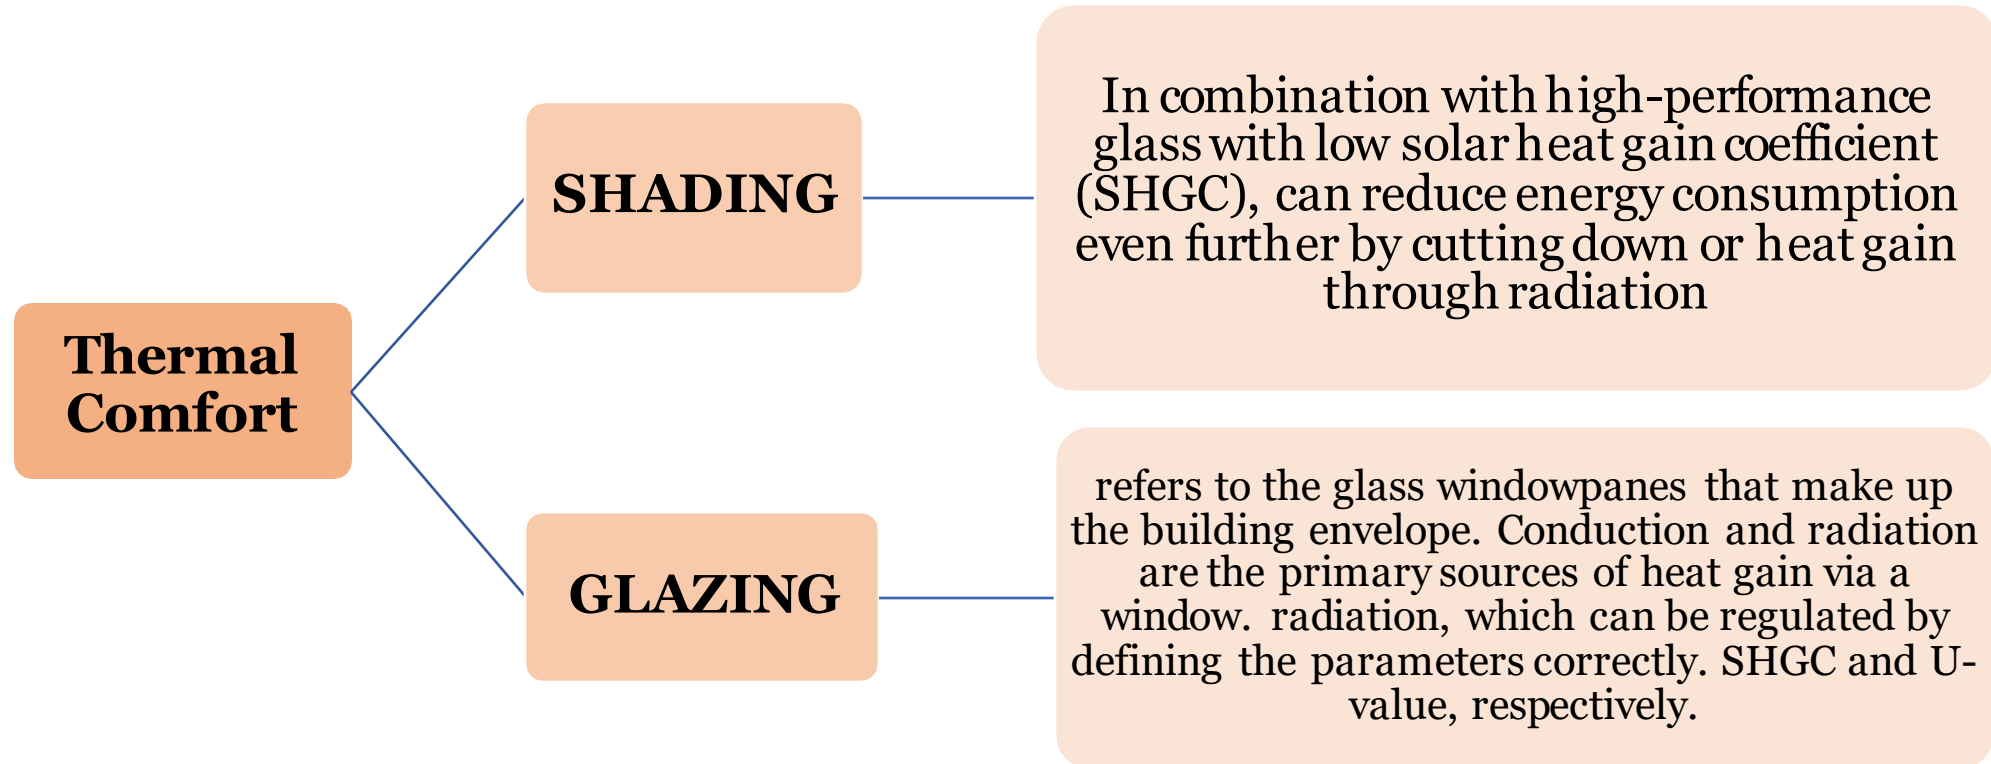 Thermal
Comfort
SHADING
In combination with high-performance
glass with low solar heat gain coefficient
(SHGC), can reduce energy consumption
even further by cutting down or heat gain
through radiation
GLAZING
refers to the glass windowpanes that make up
the building envelope. Conduction and radiation
are the primary sources of heat gain via a
window. radiation, which can be regulated by
defining the parameters correctly. SHGC and U-
value, respectively.